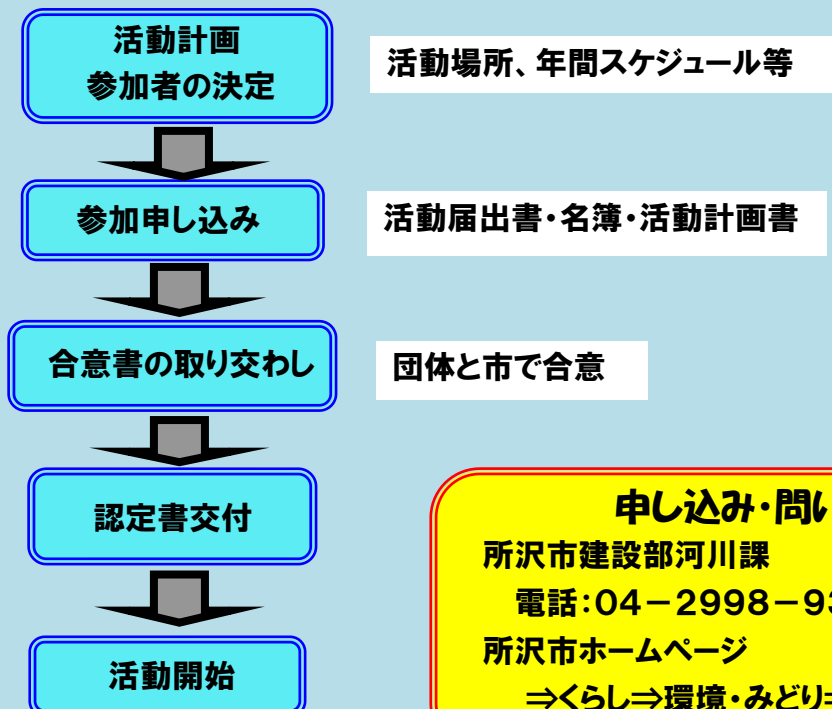 活動計画
参加者の決定
活動場所、年間スケジュール等
参加申し込み
活動届出書・名簿・活動計画書
合意書の取り交わし
団体と市で合意
認定書交付
活動開始
申し込み・問い
所沢市建設部河川課
電話：０４－２９９８－９３
所沢市ホームページ
⇒くらし⇒環境・みどり⇒